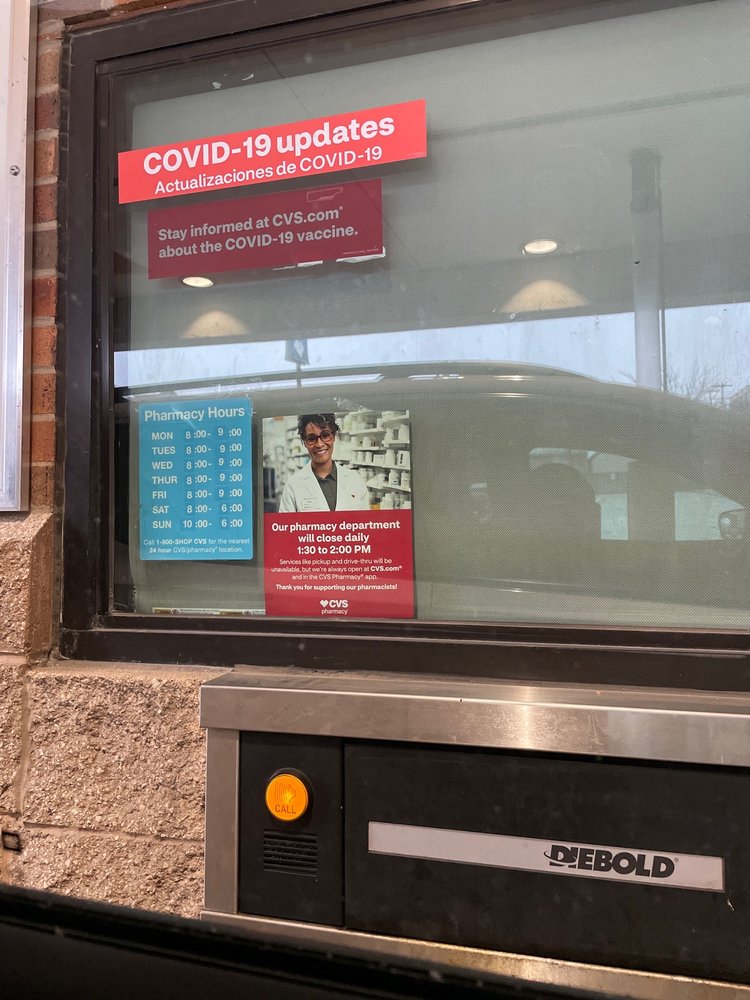 COVID-19 updates
Actualizaciones de COVID-19
Stay informed at CVS.com®
about the COVID-19 vaccine.
Pharmacy Hours
MON 8:00- 9:00
TUES 8:00- 9:00
WED 8:00- 9:00
THUR 8:00- 9:00
FRI 8:00- 9:00
SAT 8:00- 6:00
SUN 10:00- 6:00
Call 1-800-SHOP CVS for the nearest
24 hour CVS/pharmacy® location.
Our pharmacy department
will close daily
1:30 to 2:00 PM
Services like pickup and drive-thru will be
unavailable, but we're always open at CVS.com®
and in the CVS Pharmacy® app.
Thank you for supporting our pharmacists!
CVS
pharmacy
CALL
DIEBOLD®